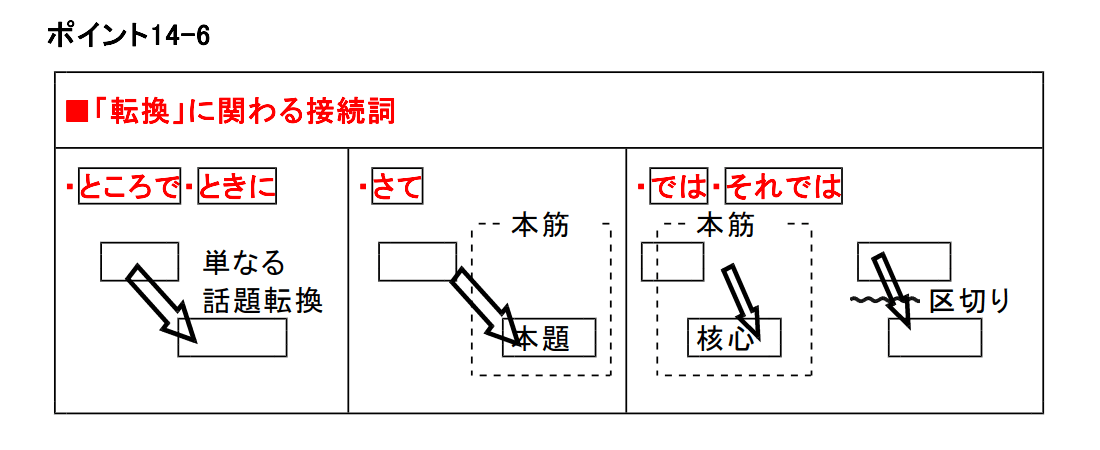 ポイント14-6
■「転換」に関わる接続詞
・ところで・ときに
単なる
話題転換
・さて
本筋
本題
・では・それでは
本筋
核心
区切り